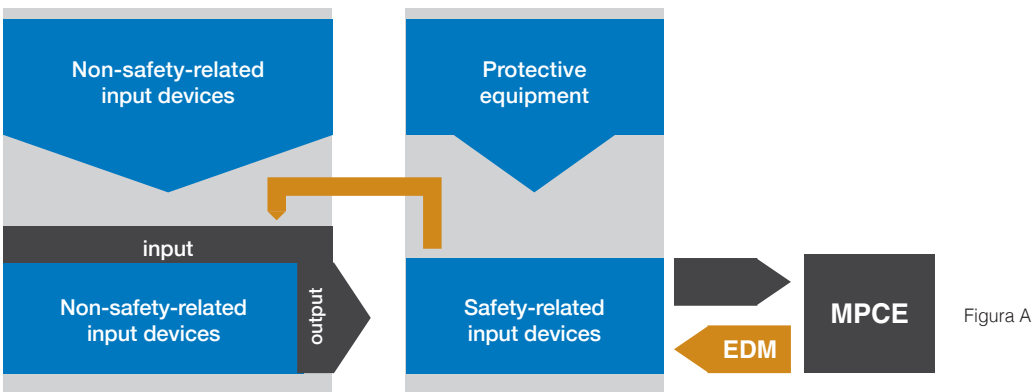 Non-safety-related
input devices
Protective
equipment
input
Non-safety-related
input devices
output
Safety-related
input devices
MPCE
EDM
Figura A